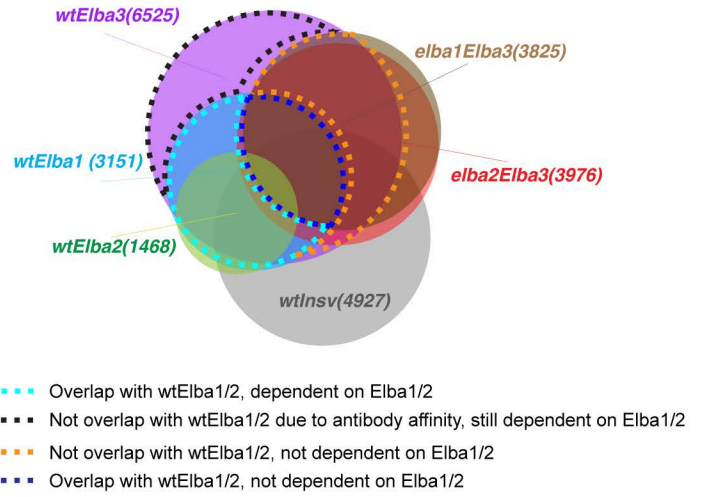 wtElba3(6525)
elba1Elba3(3825)
wtElba1 (3151)
elba2Elba3(3976)
wtElba2(1468)
wtInsv(4927)
Overlap with wtElba1/2, dependent on Elba1/2
Not overlap with wtElba1/2 due to antibody affinity, still dependent on Elba1/2
Not overlap with wtElba1/2, not dependent on Elba1/2
Overlap with wtElba1/2, not dependent on Elba1/2